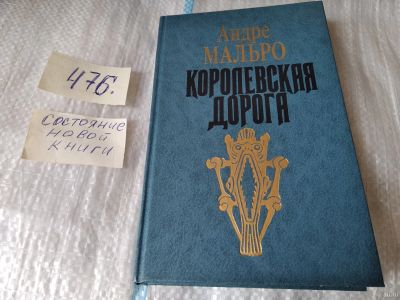 476.
Состояние
новой
книги
Андре
МАЛЬРО
КОРОЛЕВСКАЯ
ДОРОГА